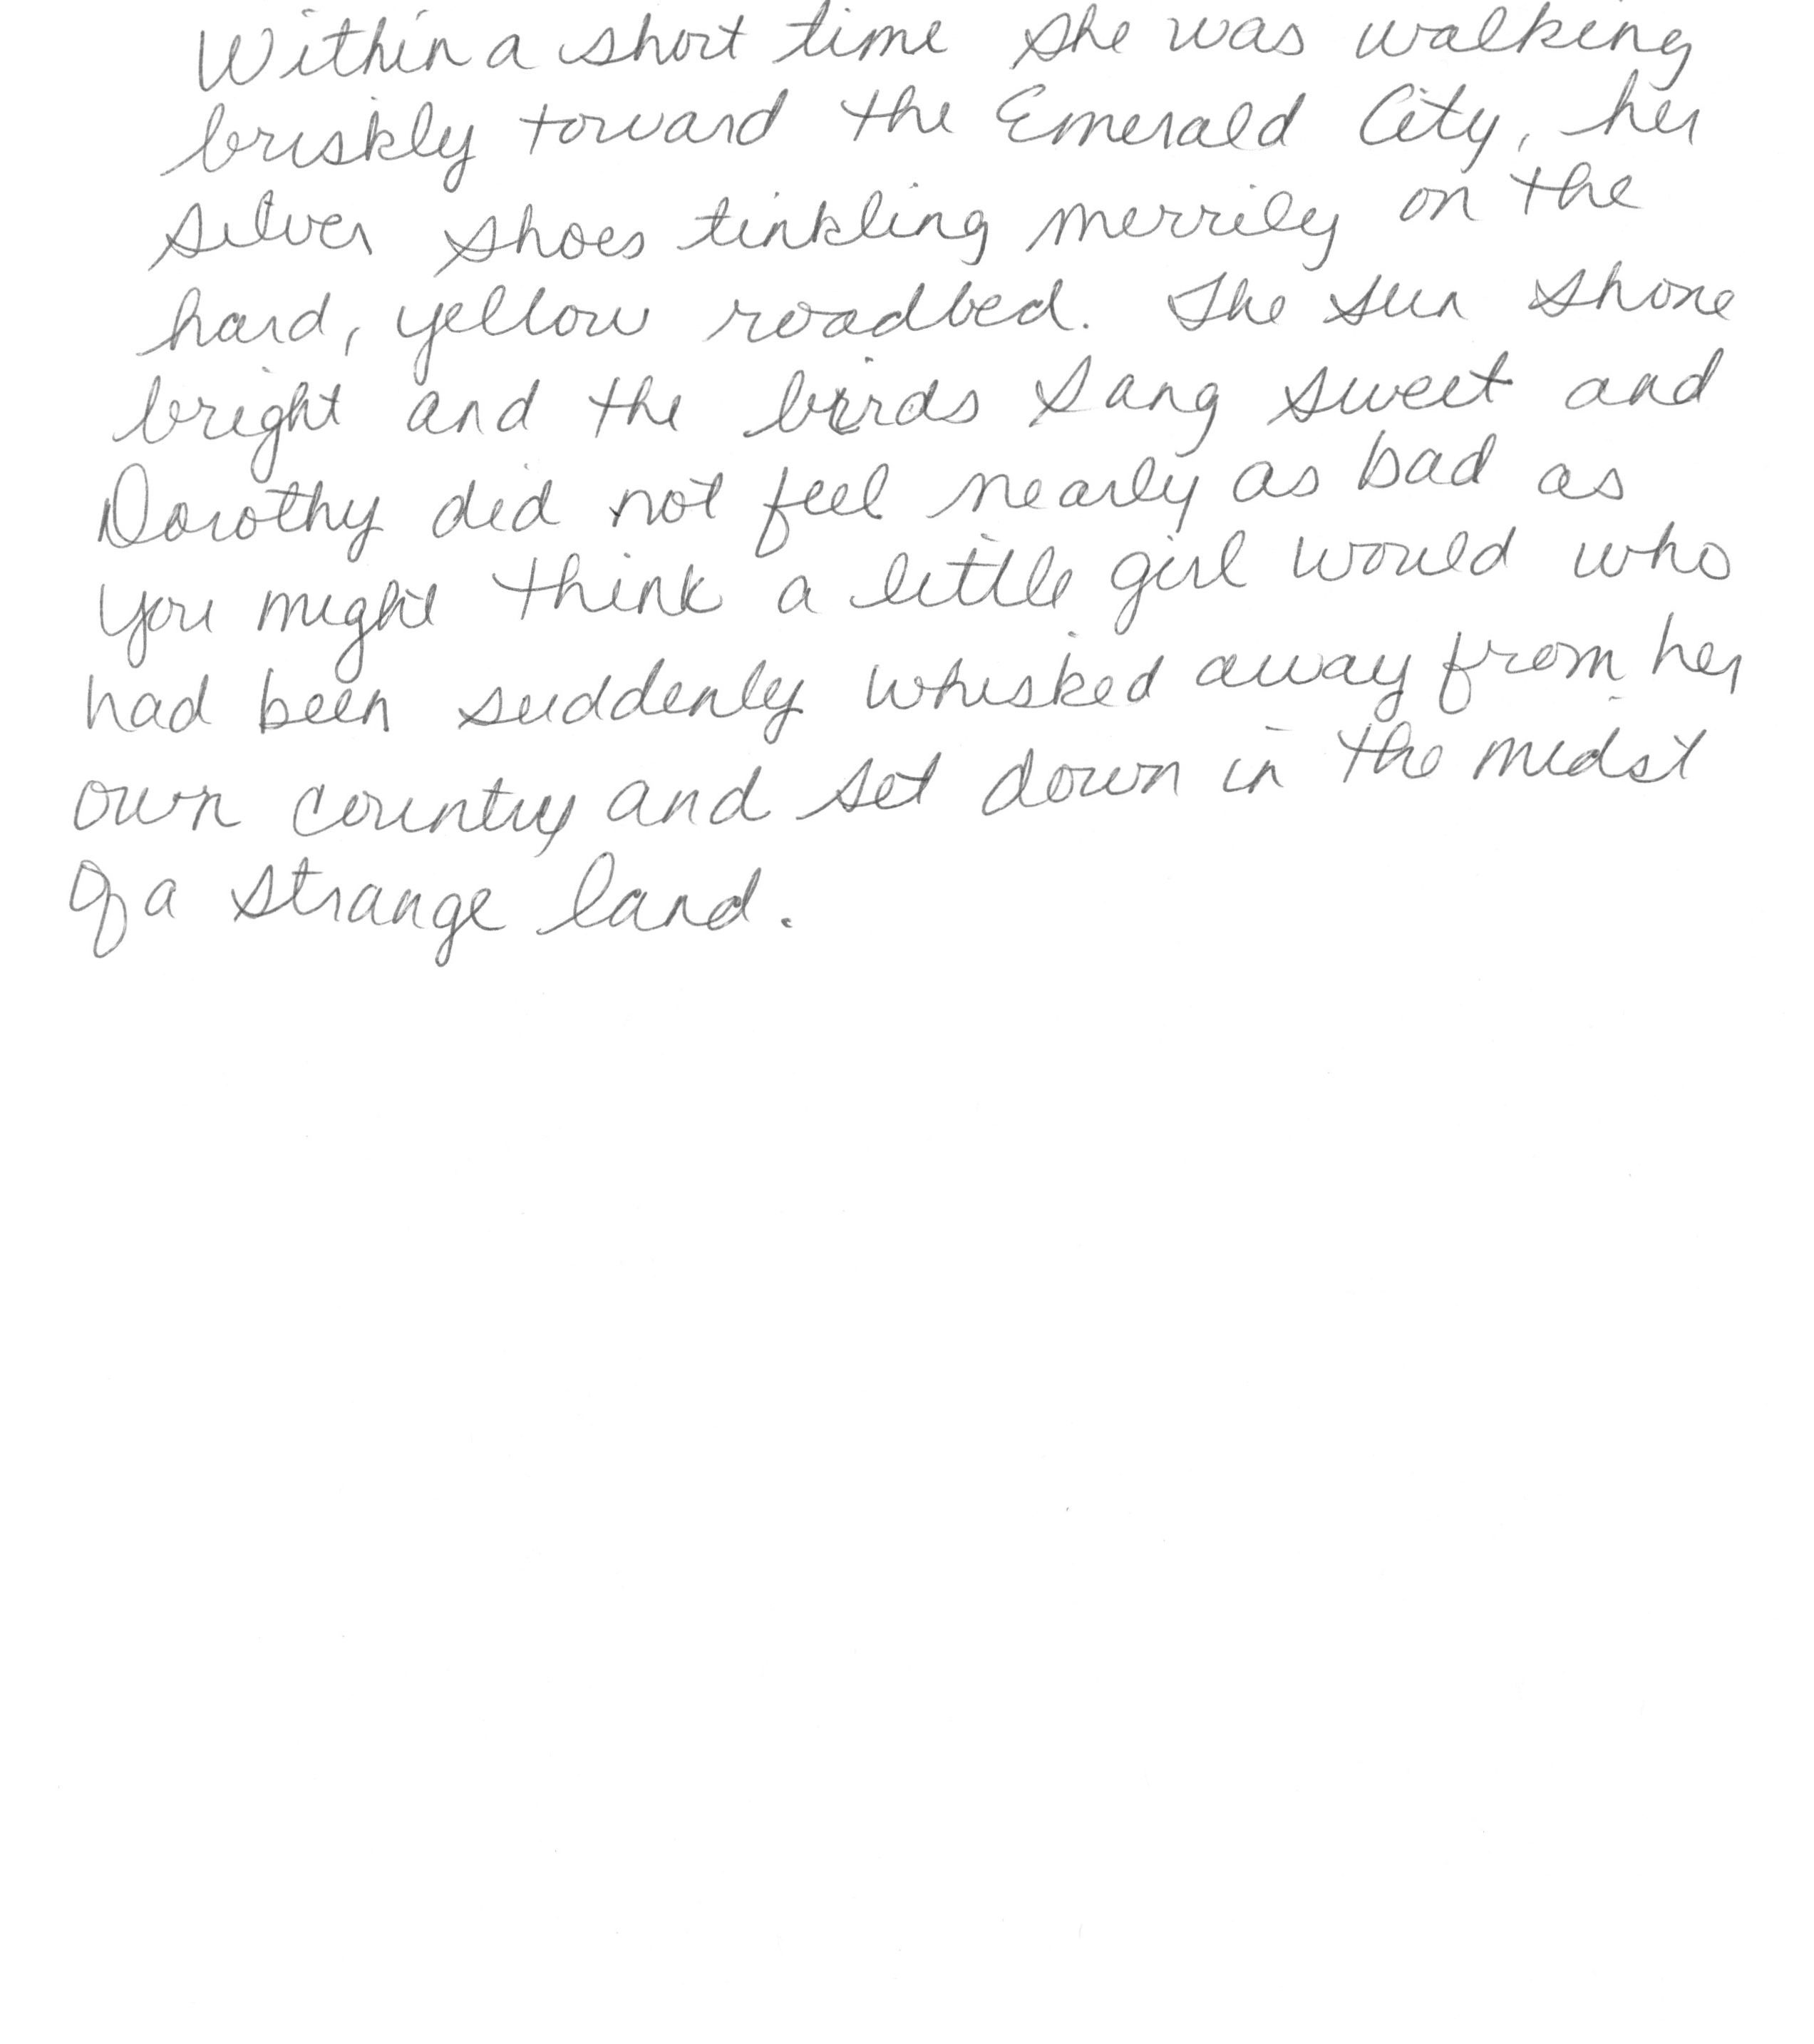 Within a short time she was walking
briskly toward the Emerald City, her
silver shoes tinkling merrily on the
hard, yellow roadbed. The sun shone
bright and the birds sang sweet and
Dorothy did not feel nearly as bad as
you might think a little girl would who
had been suddenly whisked away from her
own country and set down in the midst
of a strange land.